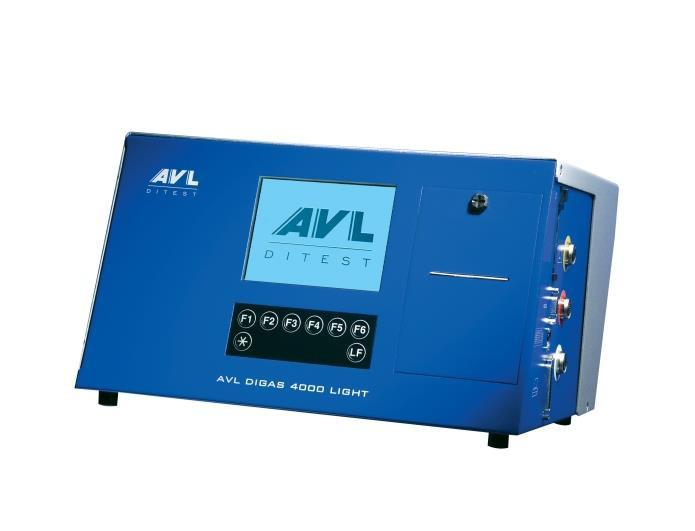 AVL
DITEST
AVL
DITEST
F1 F2 F3 F4 F5 F6
* LF
AVL DIGAS 4000 LIGHT